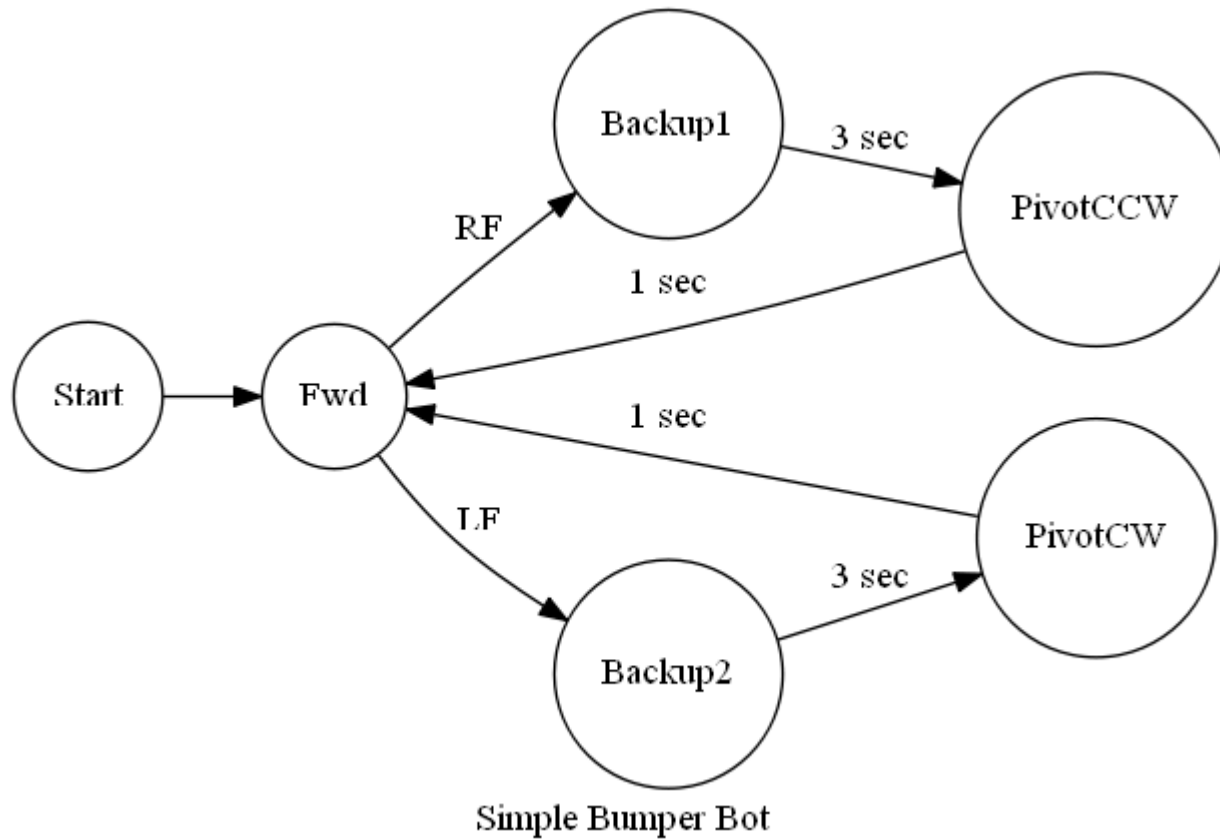 Backup1
3 sec
PivotCCW
RF
1 sec
Start
Fwd
1 sec
LF
PivotCW
3 sec
Backup2
Simple Bumper Bot